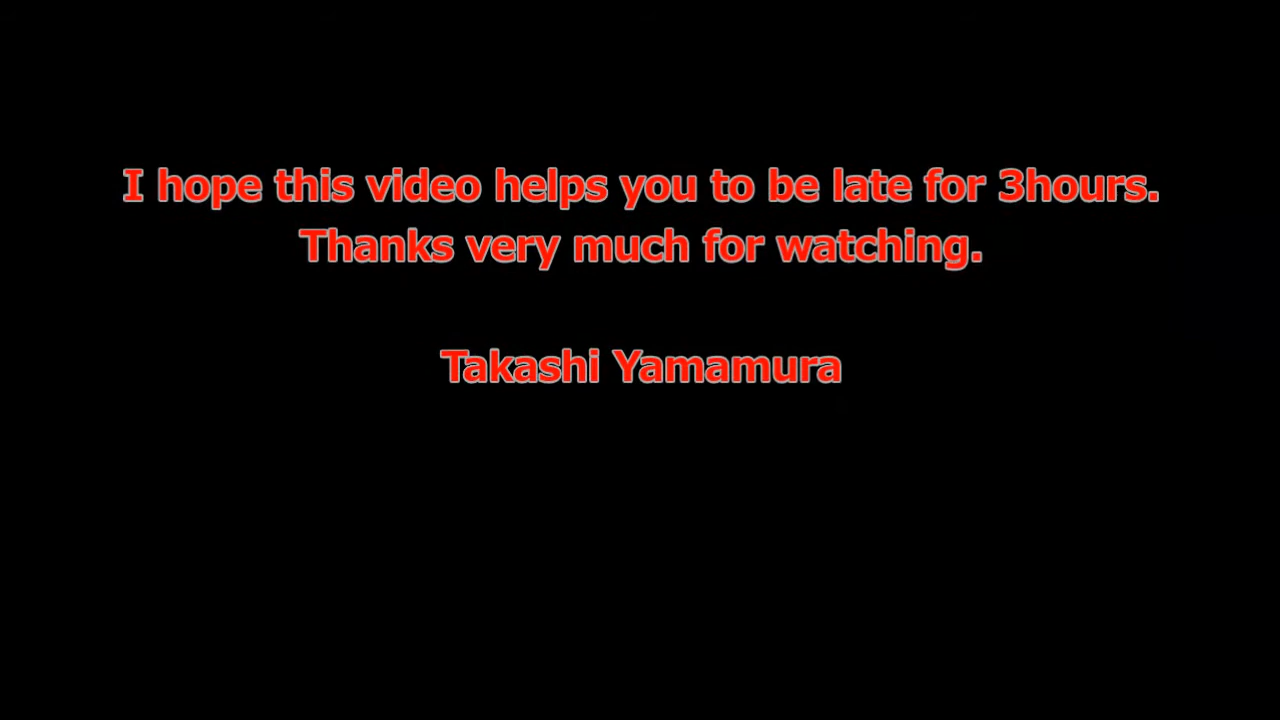 I hope this video helps you to be late for 3hours.
Thanks very much for watching.
Takashi Yamamura